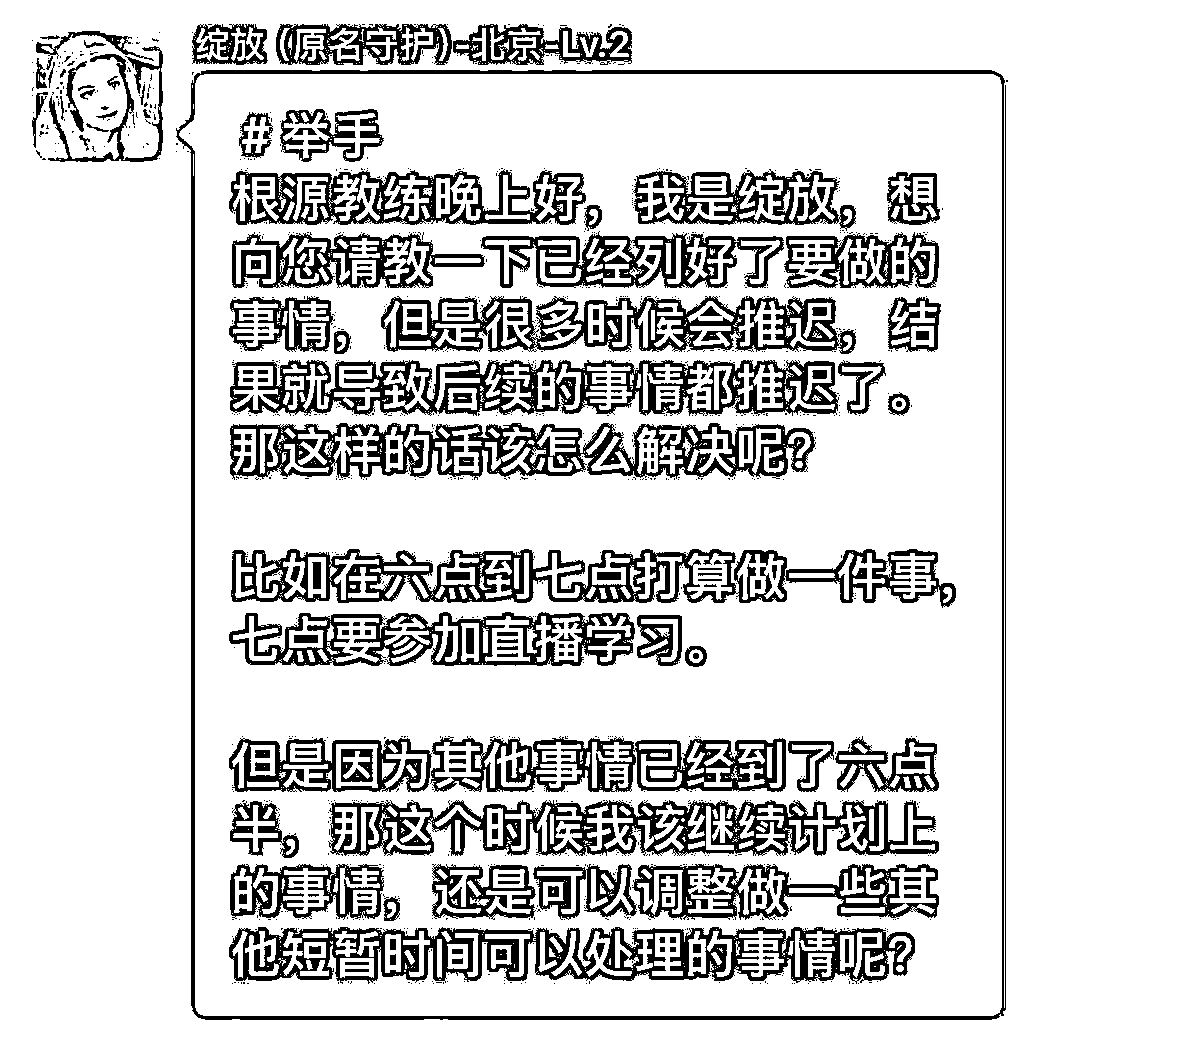 绽放（原名守护）-北京-Lv.2
#举手
根源教练晚上好，我是绽放，想
向您请教一下已经列好了要做的
事情，但是很多时候会推迟，结
果就导致后续的事情都推迟了。
那这样的话该怎么解决呢？
比如在六点到七点打算做一件事，
七点要参加直播学习。
但是因为其他事情已经到了六点
半，那这个时候我该继续计划上
的事情，还是可以调整做一些其
他短暂时间可以处理的事情呢？